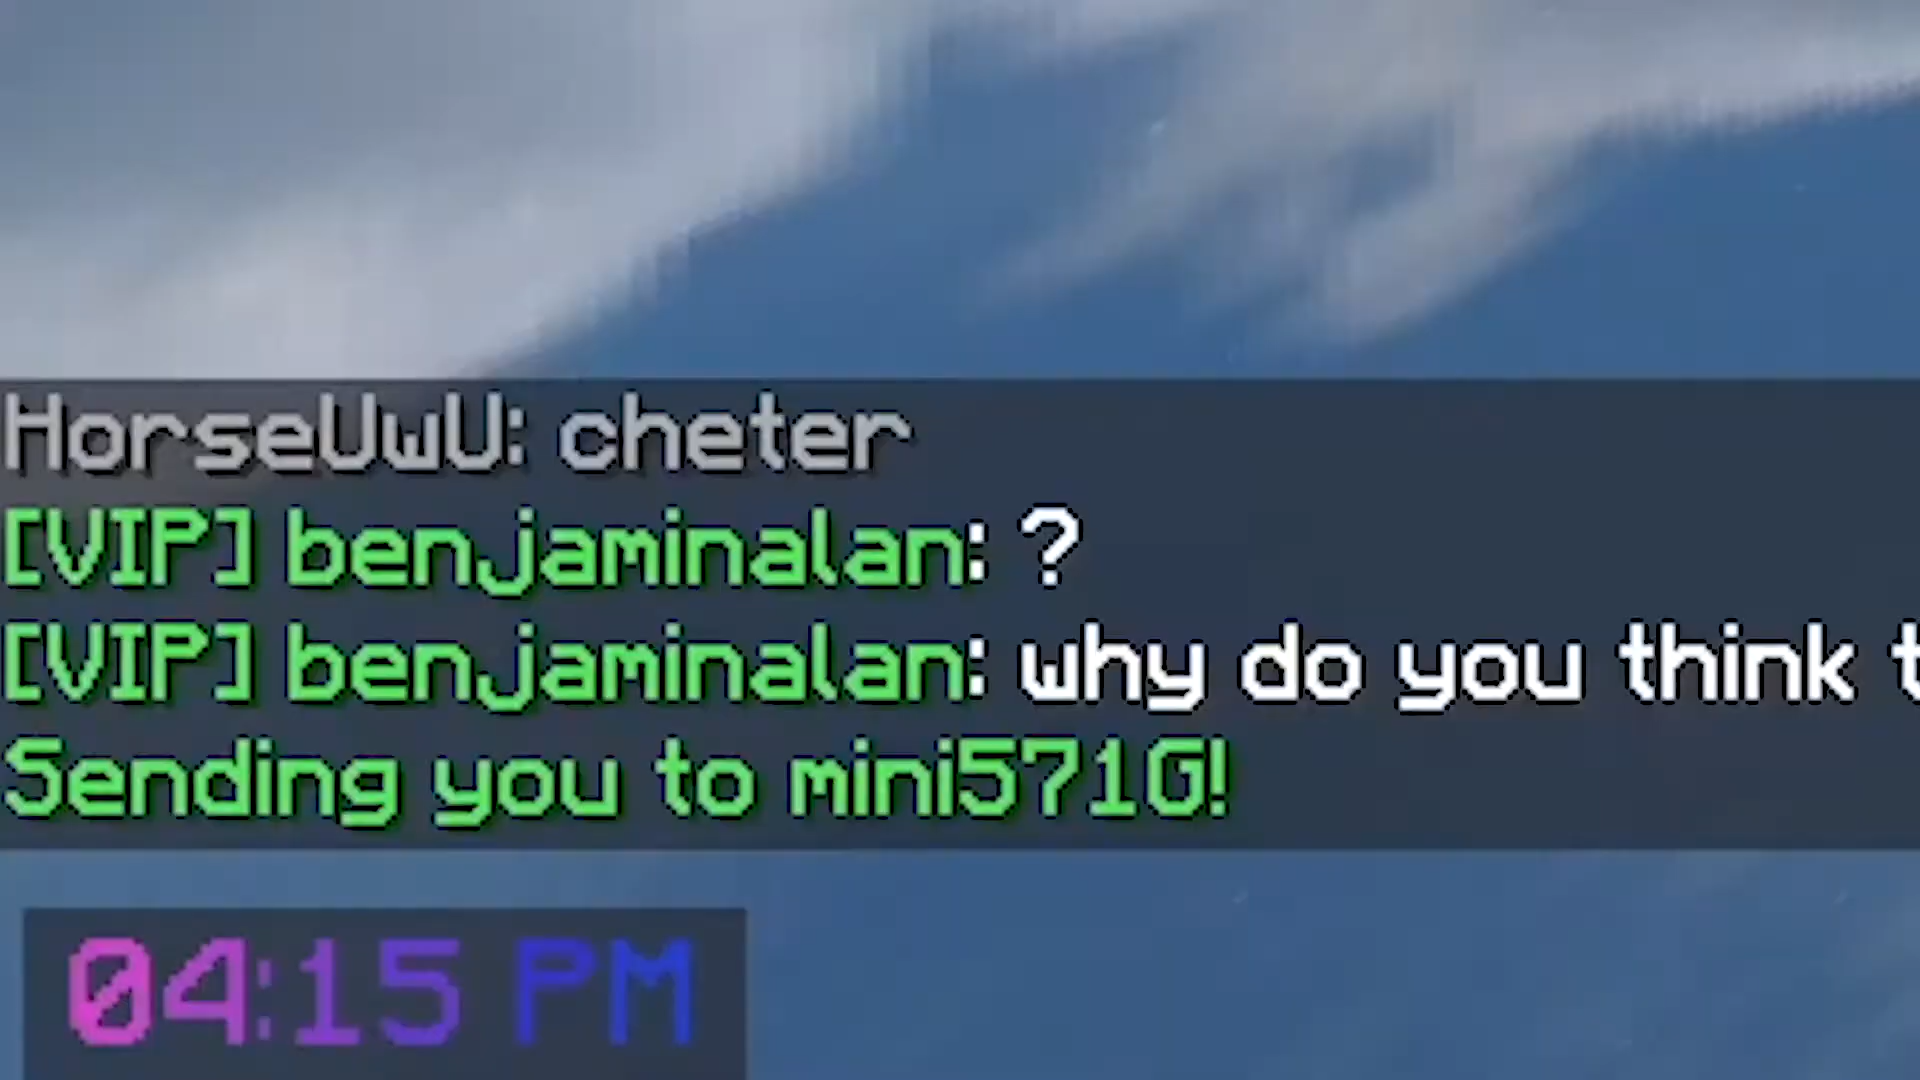 HorseUwU: cheter
[VIP] benjaminalan: ?
[VIP] benjaminalan: why do you think
Sending you to mini571G!
04:15 PM